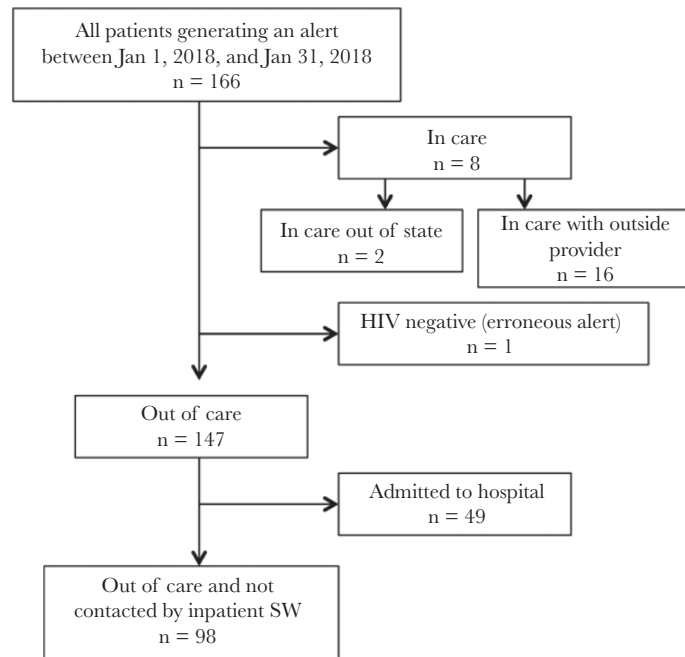 All patients generating an alert
between Jan 1, 2018, and Jan 31, 2018
n = 166
In care
n = 8
In care out of state
n = 2
In care with outside
provider
n = 16
HIV negative (erroneous alert)
n = 1
Out of care
n = 147
Admitted to hospital
n = 49
Out of care and not
contacted by inpatient SW
n = 98